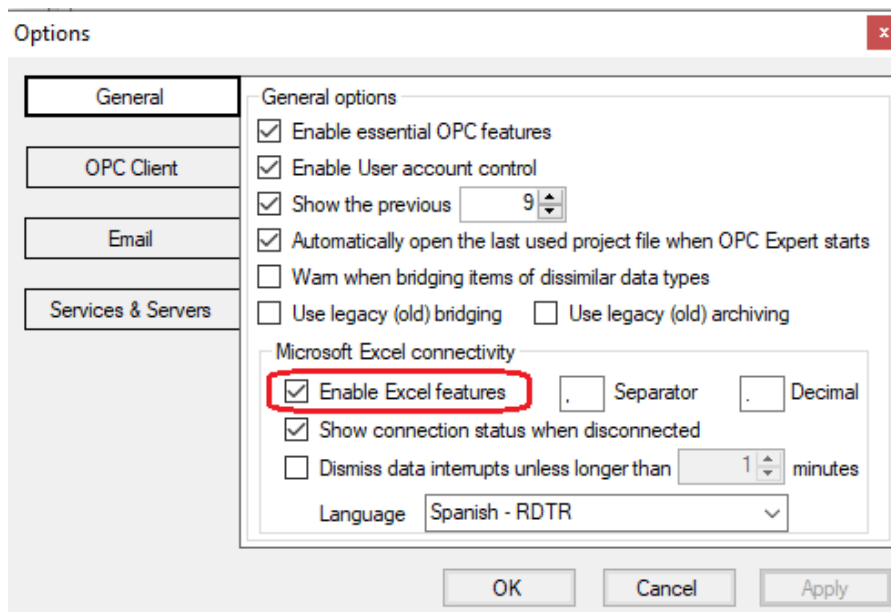 Options
x
General
General options
Enable essential OPC features
OPC Client
Enable User account control
Show the previous 9
Email
Automatically open the last used project file when OPC Expert starts
Warn when bridging items of dissimilar data types
Services & Servers
Use legacy (old) bridging Use legacy (old) archiving
Microsoft Excel connectivity
Enable Excel features , Separator . Decimal
Show connection status when disconnected
Dismiss data interrupts unless longer than 1 minutes
Language Spanish - RDTR
OK Cancel Apply